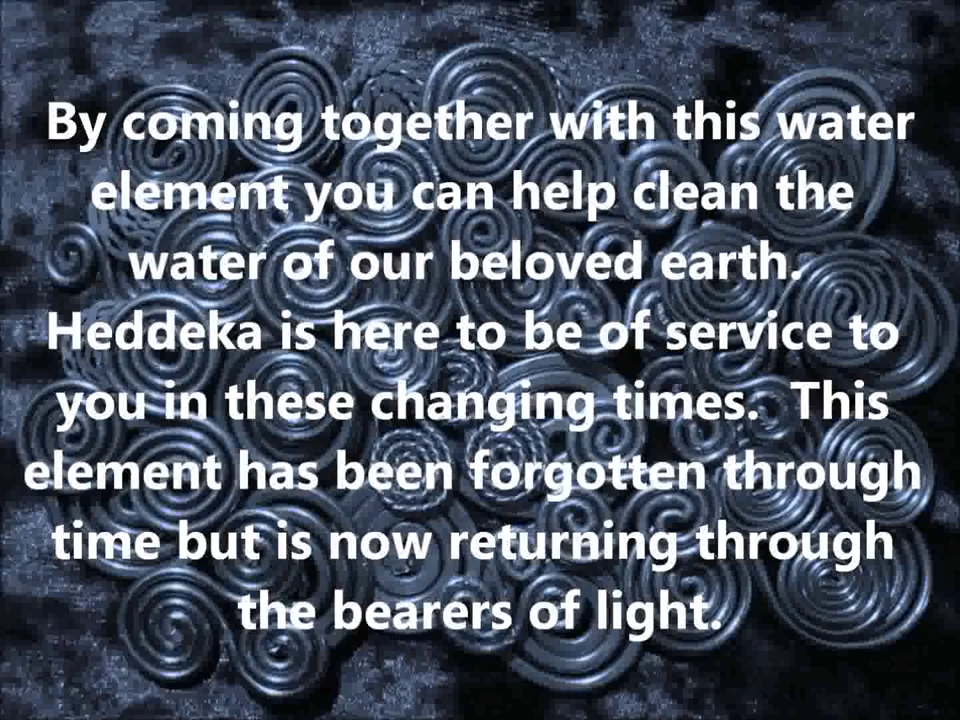 By coming together with this water
element you can help clean the
water of our beloved earth.
Heddeka is here to be of service to
you in these changing times.  This
element has been forgotten through
time but is now returning through
the bearers of light.